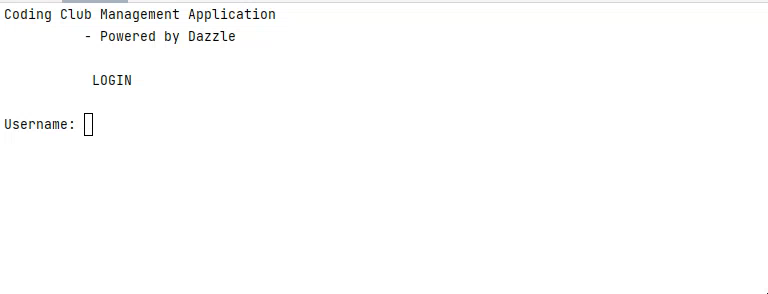 Coding Club Management Application
- Powered by Dazzle
LOGIN
Username: